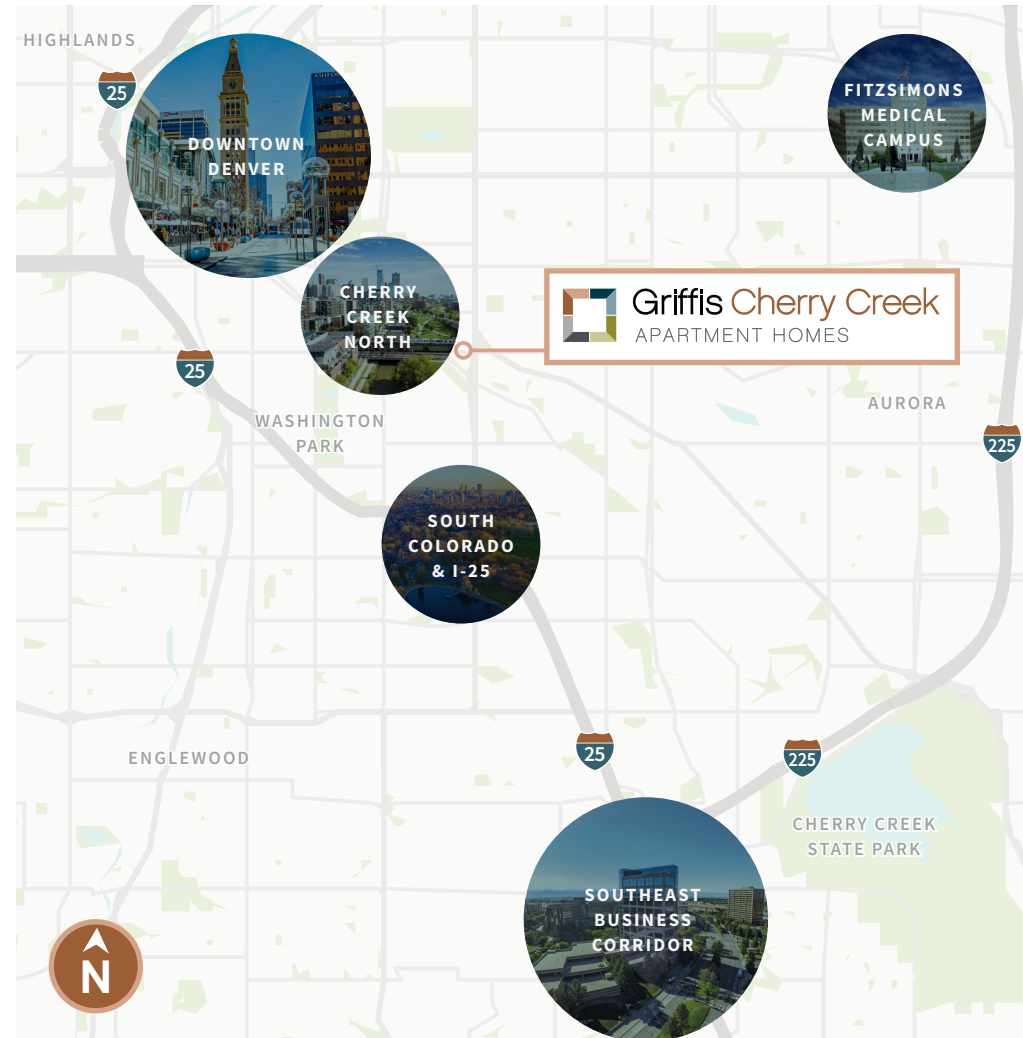 HIGHLANDS
25
DOWNTOWN
DENVER
FITZSIMONS
MEDICAL
CAMPUS
CHERRY
CREEK
NORTH
Griffis Cherry Creek
APARTMENT HOMES
25
WASHINGTON
PARK
AURORA
225
SOUTH
COLORADO
& I-25
ENGLEWOOD
25
225
CHERRY CREEK
STATE PARK
SOUTHEAST
BUSINESS
CORRIDOR
N